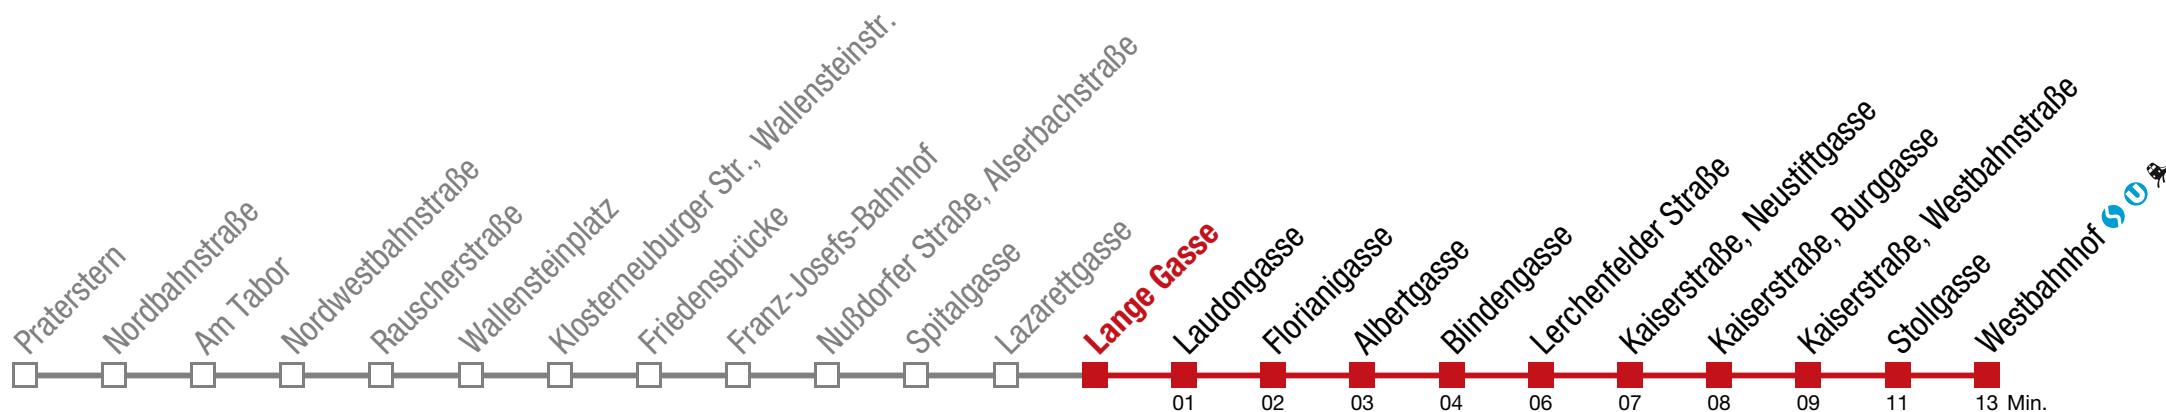 Praterstern
Nordbahnstraße
Am Tabor
Nordwestbahnstraße
Rauscherstraße
Wallensteinplatz
Klosterneuburger Str., Wallensteinstr.
Friedensbrücke
Franz-Josefs-Bahnhof
Nußdorfer Straße, Alserbachstraße
Spitalgasse
Lazarettgasse
Lange Gasse
Laudongasse
Florianigasse
Albertgasse
Blindengasse
Lerchenfelder Straße
Kaiserstraße, Neustiftgasse
Kaiserstraße, Burggasse
Kaiserstraße, Westbahnstraße
Stollgasse
Westbahnhof S U
01 02 03 04 06 07 08 09 11 13 Min.